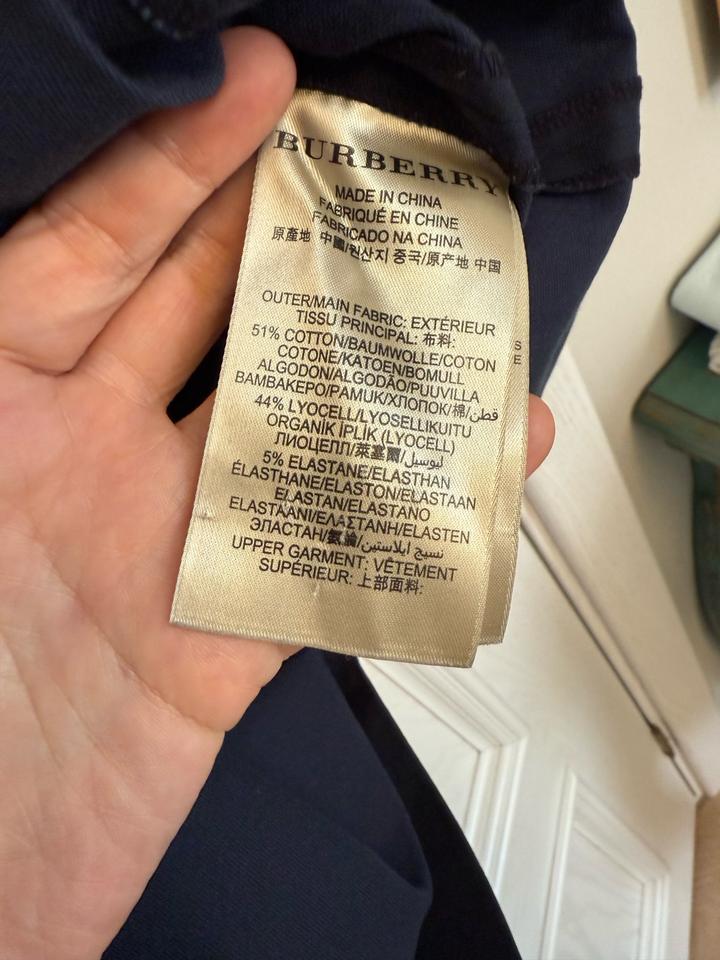 BURBERRY
MADE IN CHINA
FABRIQUÉ EN CHINE
FABRICADO NA CHINA
原產地 中國/원산지 중국/原产地 中国
OUTER/MAIN FABRIC: EXTÉRIEUR
TISSU PRINCIPAL: 布料:
51% COTTON/BAUMWOLLE/COTON
COTONE/KATOEN/BOMULL
ALGODON/ALGODÃO/PUUVILLA
BAMBAKEPO/PAMUK/ХЛОПОК/棉/قطن
44% LYOCELL/LYOSELLIKUITU
ORGANİK İPLİK (LYOCELL)
ЛИОЦЕЛЛ/萊塞爾/ليوسيل
5% ELASTANE/ELASTHAN
ÉLASTHANE/ELASTON/ELASTAAN
ELASTAN/ELASTANO
ELASTAANI/ΕΛΑΣΤΑΝΗ/ELASTEN
ЭЛАСТАН/氨綸/نسيج ايلاستين
UPPER GARMENT: VÊTEMENT
SUPÉRIEUR: 上部面料:
S
E